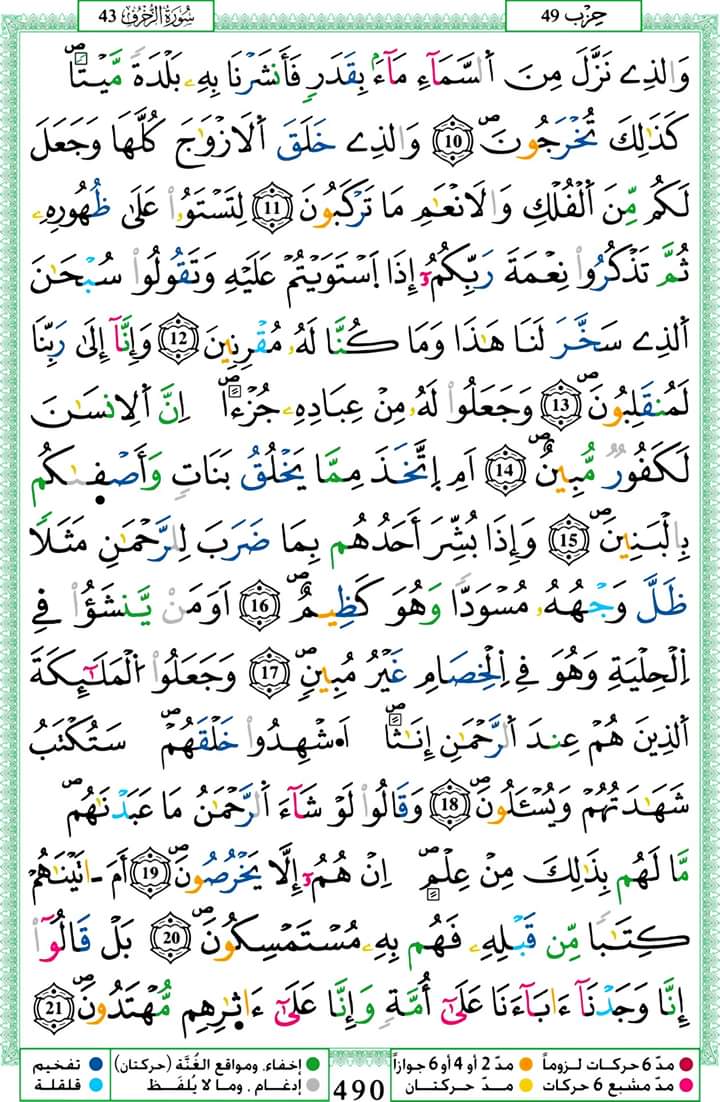 حِزْب 49
سُورَةُ الزُّخْرُفِ 43
وَالذِے نَزَّلَ مِنَ اَ۬لسَّمَآءِ مَآءَۢ بِقَدَرٖ فَأَنشَرْنَا بِهِۦ بَلْدَةٗ مَّيْتاٗۖ
كَذَٰلِكَ تُخْرَجُونَۖ 10 وَالذِے خَلَقَ اَ۬لَازْوَٰجَ كُلَّهَا وَجَعَلَ
لَكُم مِّنَ اَ۬لْفُلْكِ وَالَانْعَٰمِ مَا تَرْكَبُونَ 11 لِتَسْتَوُۥاْ عَلَىٰ ظُهُورِهِۦ
ثُمَّ تَذْكُرُواْ نِعْمَةَ رَبِّكُمُۥٓ إِذَا اَ۪سْتَوَيْتُمْ عَلَيْهِ وَتَقُولُواْ سُبْحَٰنَ
اَ۬لذِے سَخَّرَ لَنَا هَٰذَا وَمَا كُنَّا لَهُۥ مُقْرِنِينَۖ 12 وَإِنَّآ إِلَىٰ رَبِّنَا
لَمُنقَلِبُونَۖ 13 وَجَعَلُواْ لَهُۥ مِنْ عِبَادِهِۦ جُزْءاًۖ اِنَّ اَ۬لِانسَٰنَ
لَكَفُورٞ مُّبِينٌۖ 14 اَمِ اِ۪تَّخَذَ مِمَّا يَخْلُقُ بَنَاتٖ وَأَصْف۪ىٰكُم
بِالْبَنِينَۖ 15 وَإِذَا بُشِّرَ أَحَدُهُم بِمَا ضَرَبَ لِلرَّحْمَٰنِ مَثَلاٗ
ظَلَّ وَجْهُهُۥ مُسْوَدّاٗ وَهُوَ كَظِيمٌۖ 16 اَوَمَنْ يَّنشَؤُاْ فِے
اِ۬لْحِلْيَةِ وَهُوَ فِے اِ۬لْخِصَامِ غَيْرُ مُبِينٖۖ 17 وَجَعَلُواْ اُ۬لْمَلَٰٓئِكَةَ
اَ۬لذِينَ هُمْ عِندَ اَ۬لرَّحْمَٰنِ إِنَٰثاًۖ اَ۟شْهِدُواْ خَلْقَهُمْۖ سَتُكْتَبُ
شَهَٰدَتُهُمْ وَيُسْـَٔلُونَۖ 18 وَقَالُواْ لَوْ شَآءَ اَ۬لرَّحْمَٰنُ مَا عَبَدْنَٰهُمۖ
مَّا لَهُم بِذَٰلِكَ مِنْ عِلْمٍۖ اِنْ هُمُۥٓ إِلَّا يَخْرُصُونَۖ 19 أَمَ اٰتَيْنَٰهُمْ
كِتَٰباٗ مِّن قَبْلِهِۦ فَهُم بِهِۦ مُسْتَمْسِكُونَۖ 20 بَلْ قَالُوٓاْ
إِنَّا وَجَدْنَآ ءَابَآءَنَا عَلَىٰٓ أُمَّةٖ وَإِنَّا عَلَىٰٓ ءَاثٰ۪رِهِم مُّهْتَدُونَۖ 21
مدّ 6 حركات لزوماً مدّ 2 أو 4 أو 6 جوازاً إخفاء، ومواقع الغُنَّة (حركتان) تفخيم
مدّ مشبع 6 حركات مدّ حركتان إدغام، وما لا يُلفَظ قلقلة
490